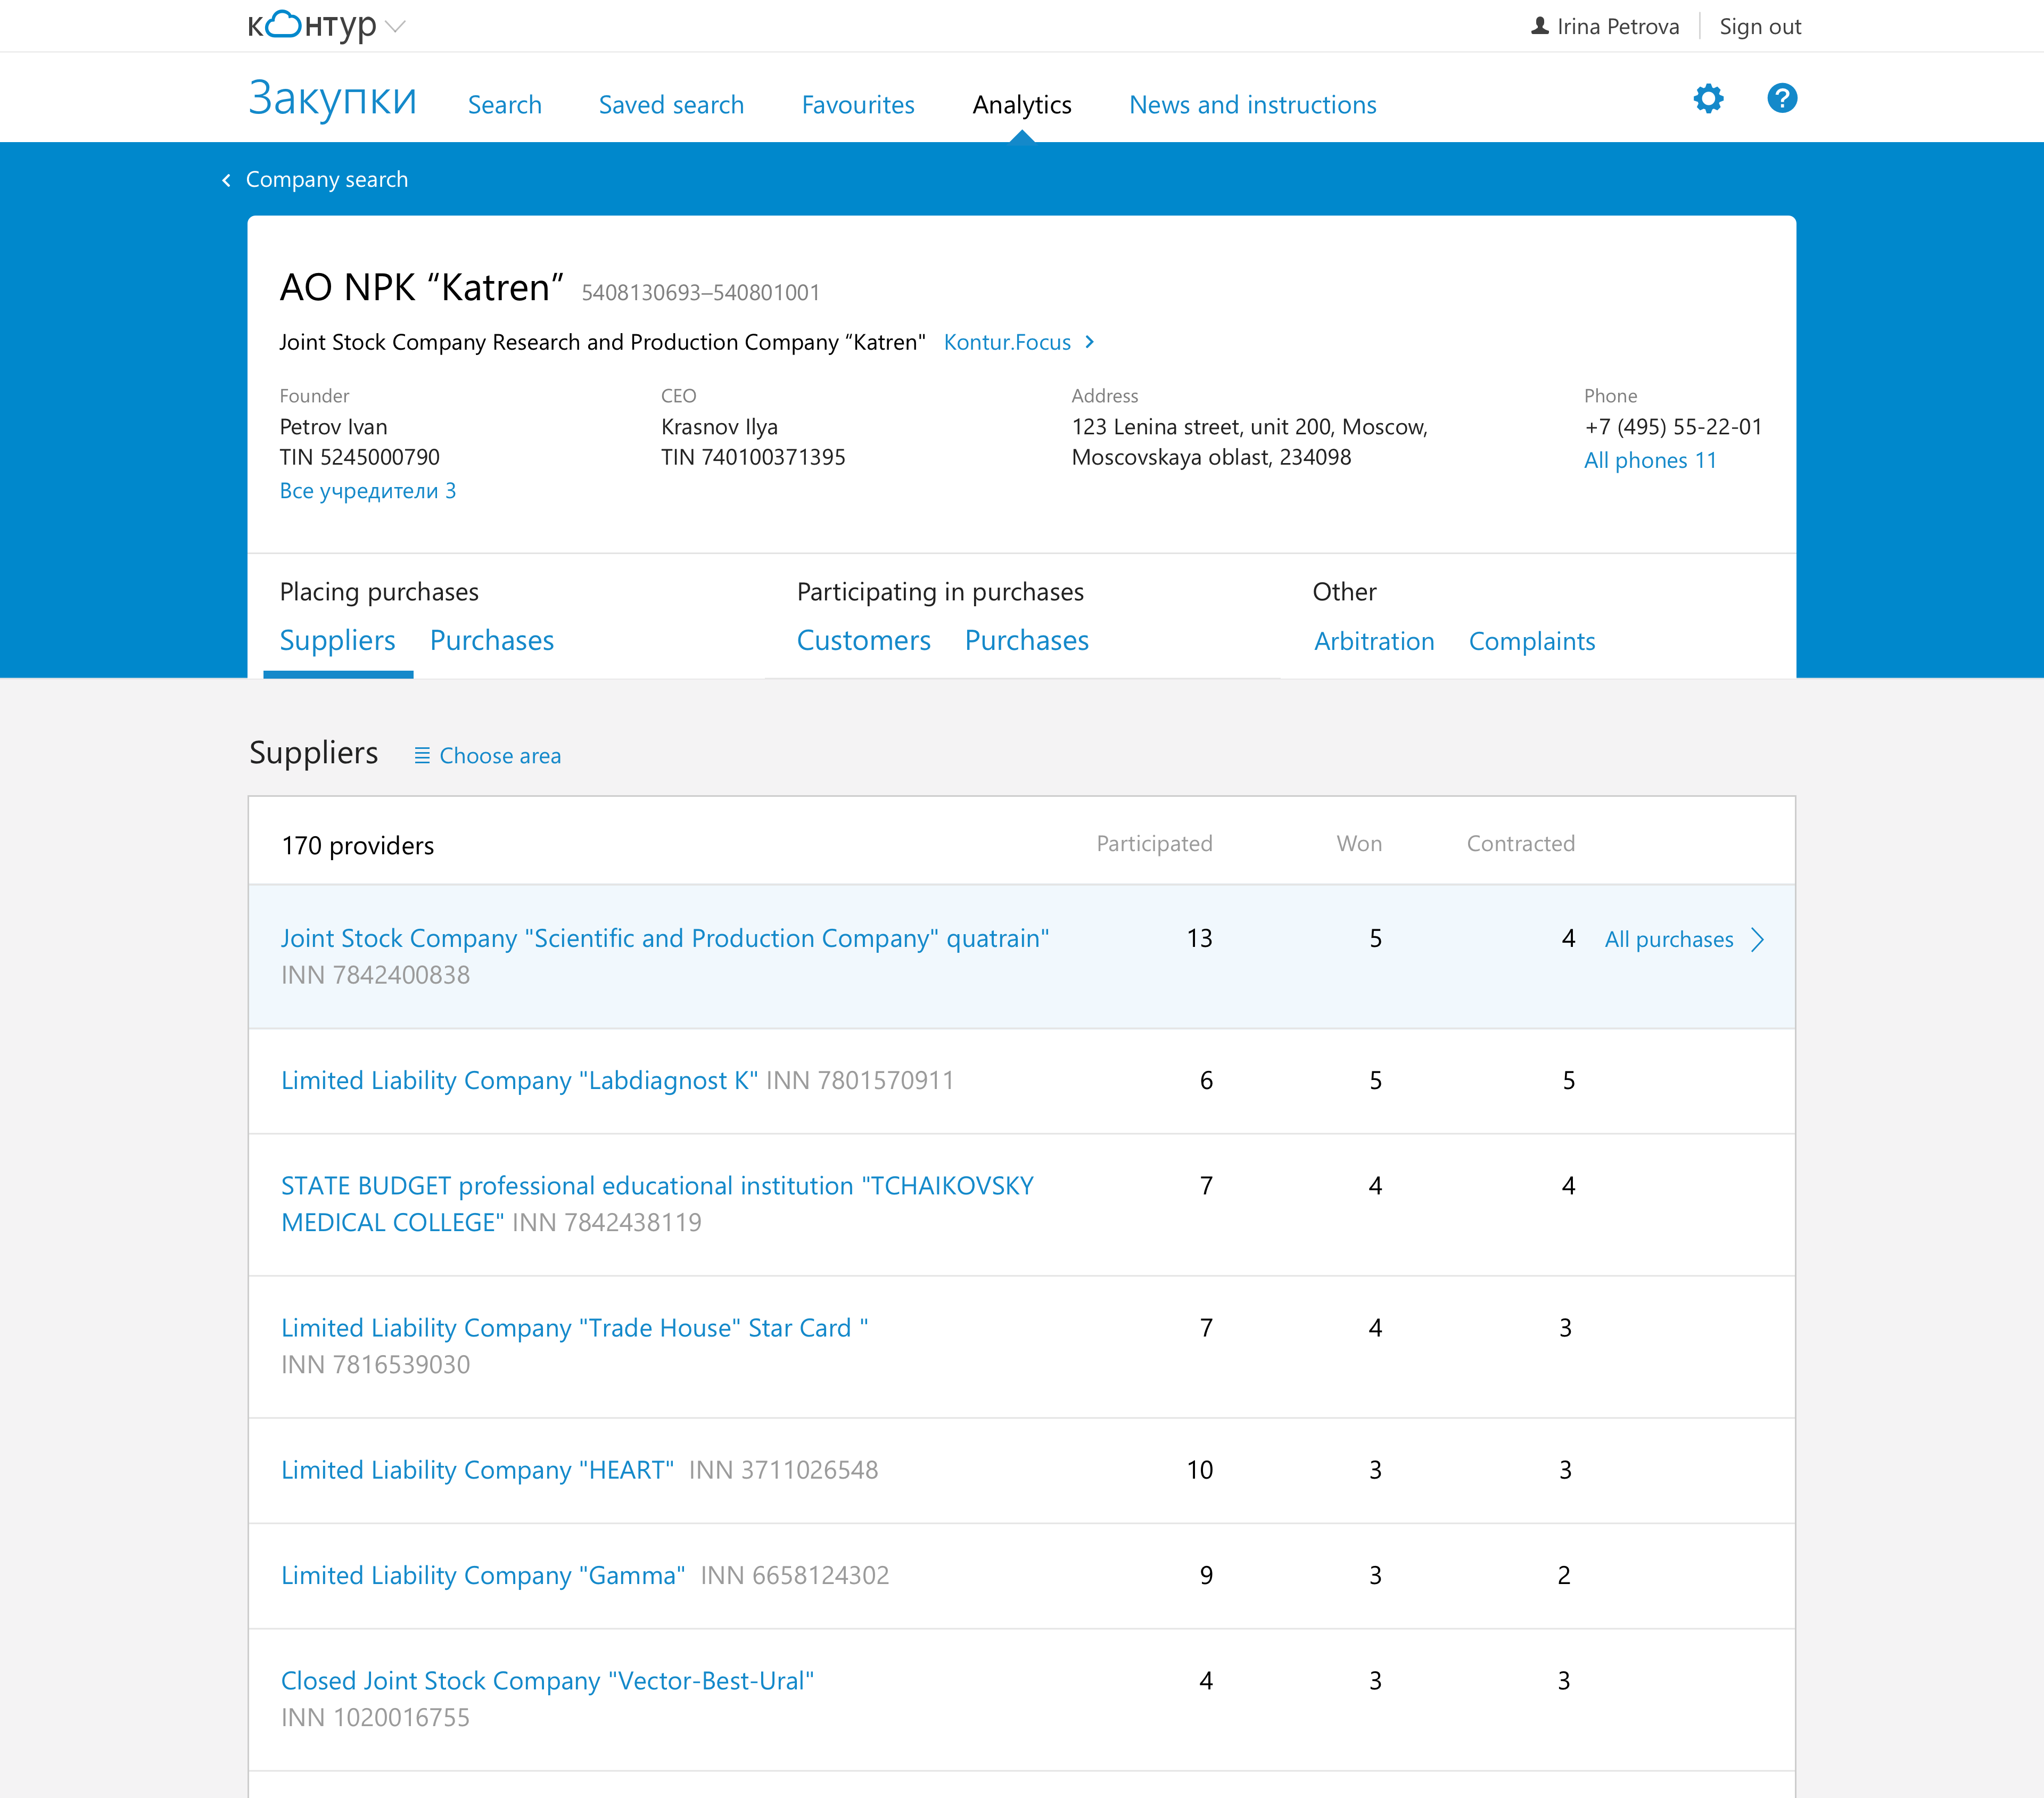 контур
Irina Petrova
Sign out
Закупки
Search
Saved search
Favourites
Analytics
News and instructions
?
Company search
AO NPK “Katren” 5408130693–540801001
Joint Stock Company Research and Production Company “Katren" Kontur.Focus
Founder
Petrov Ivan
TIN 5245000790
Все учредители 3
CEO
Krasnov Ilya
TIN 740100371395
Address
123 Lenina street, unit 200, Moscow,
Moscovskaya oblast, 234098
Phone
+7 (495) 55-22-01
All phones 11
Placing purchases
Suppliers Purchases
Participating in purchases
Customers Purchases
Other
Arbitration Complaints
Suppliers Choose area
170 providers Participated Won Contracted
Joint Stock Company "Scientific and Production Company" quatrain" 13 5 4 All purchases
INN 7842400838
Limited Liability Company "Labdiagnost K" INN 7801570911 6 5 5
STATE BUDGET professional educational institution "TCHAIKOVSKY 7 4 4
MEDICAL COLLEGE" INN 7842438119
Limited Liability Company "Trade House" Star Card " 7 4 3
INN 7816539030
Limited Liability Company "HEART" INN 3711026548 10 3 3
Limited Liability Company "Gamma" INN 6658124302 9 3 2
Closed Joint Stock Company "Vector-Best-Ural" 4 3 3
INN 1020016755